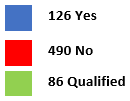 126 Yes
490 No
86 Qualified